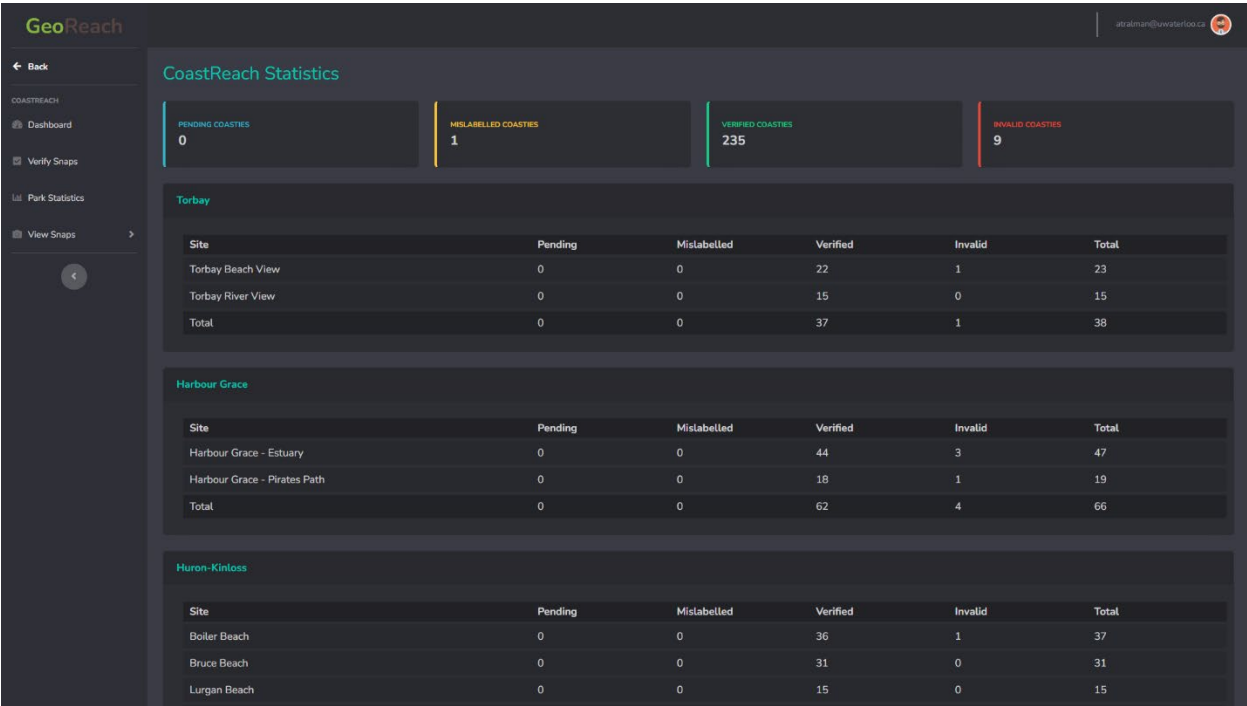 GeoReach
atralman@uwaterloo.ca
Back
COASTREACH
Dashboard
Verify Snaps
Park Statistics
View Snaps
CoastReach Statistics
PENDING COASTIES
0
MISLABELLED COASTIES
1
VERIFIED COASTIES
235
INVALID COASTIES
9
Torbay
Site Pending Mislabelled Verified Invalid Total
Torbay Beach View 0 0 22 1 23
Torbay River View 0 0 15 0 15
Total 0 0 37 1 38
Harbour Grace
Site Pending Mislabelled Verified Invalid Total
Harbour Grace - Estuary 0 0 44 3 47
Harbour Grace - Pirates Path 0 0 18 1 19
Total 0 0 62 4 66
Huron-Kinloss
Site Pending Mislabelled Verified Invalid Total
Boiler Beach 0 0 36 1 37
Bruce Beach 0 0 31 0 31
Lurgan Beach 0 0 15 0 15